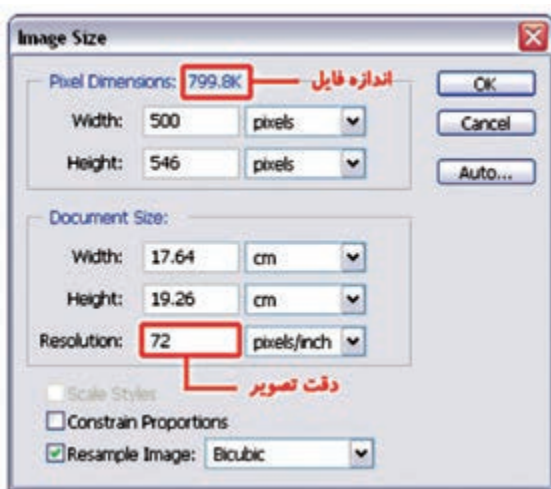 Image Size
Pixel Dimensions: 799.8K اندازه فایل
OK
Width: 500 pixels
Cancel
Height: 546 pixels
Auto...
Document Size:
Width: 17.64 cm
Height: 19.26 cm
Resolution: 72 pixels/inch
دقت تصویر
Scale Styles
Constrain Proportions
Resample Image: Bicubic